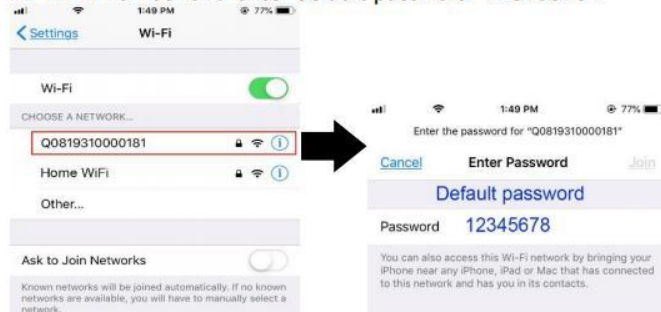 1:49 PM
77%
Settings
Wi-Fi
Wi-Fi
CHOOSE A NETWORK...
Q0819310000181
Home WiFi
Other...
Ask to Join Networks
Known networks will be joined automatically. If no known
networks are available, you will have to manually select a
network.
1:49 PM
77%
Enter the password for "Q0819310000181"
Cancel
Enter Password
Join
Default password
Password
12345678
You can also access this Wi-Fi network by bringing your
iPhone near any iPhone, iPad or Mac that has connected
to this network and has you in its contacts.